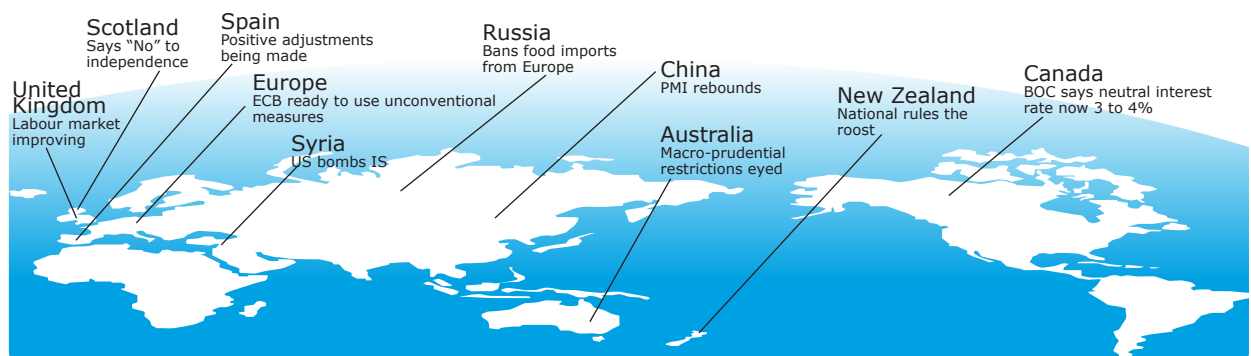 Scotland
Says “No” to
independence
Spain
Positive adjustments
being made
United
Kingdom
Labour market
improving
Europe
ECB ready to use unconventional
measures
Syria
US bombs IS
Russia
Bans food imports
from Europe
China
PMI rebounds
Australia
Macro-prudential
restrictions eyed
New Zealand
National rules the
roost
Canada
BOC says neutral interest
rate now 3 to 4%